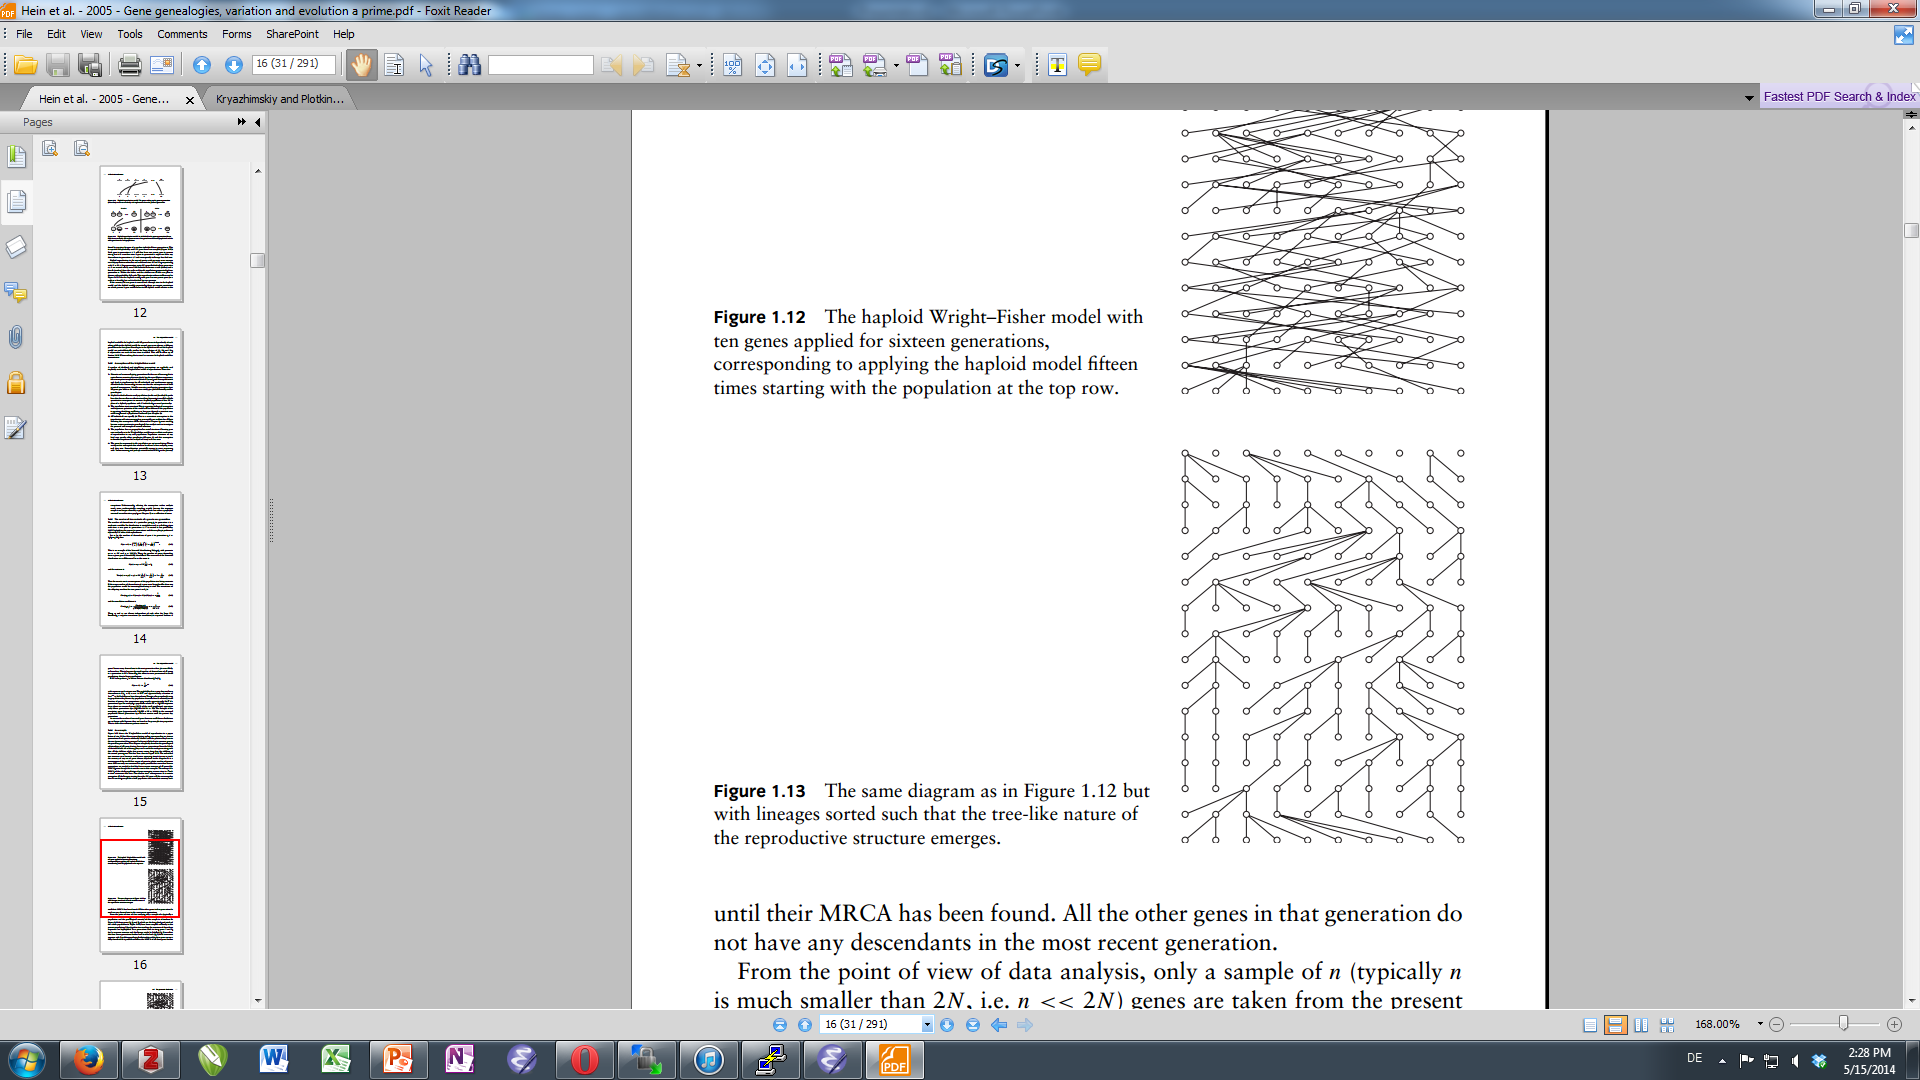 Hein et al. - 2005 - Gene genealogies, variation and evolution a prime.pdf - Foxit Reader
File Edit View Tools Comments Forms SharePoint Help
16 (31 / 291)
Hein et al. - 2005 - Gene... Kryazhimskiy and Plotkin...
Fastest PDF Search & Index
Pages
12
13
14
15
16
Figure 1.12 The haploid Wright–Fisher model with
ten genes applied for sixteen generations,
corresponding to applying the haploid model fifteen
times starting with the population at the top row.
Figure 1.13 The same diagram as in Figure 1.12 but
with lineages sorted such that the tree-like nature of
the reproductive structure emerges.
until their MRCA has been found. All the other genes in that generation do
not have any descendants in the most recent generation.
From the point of view of data analysis, only a sample of n (typically n
is much smaller than 2N, i.e. n << 2N) genes are taken from the present
16 (31 / 291)
168.00%
DE
2:28 PM
5/15/2014